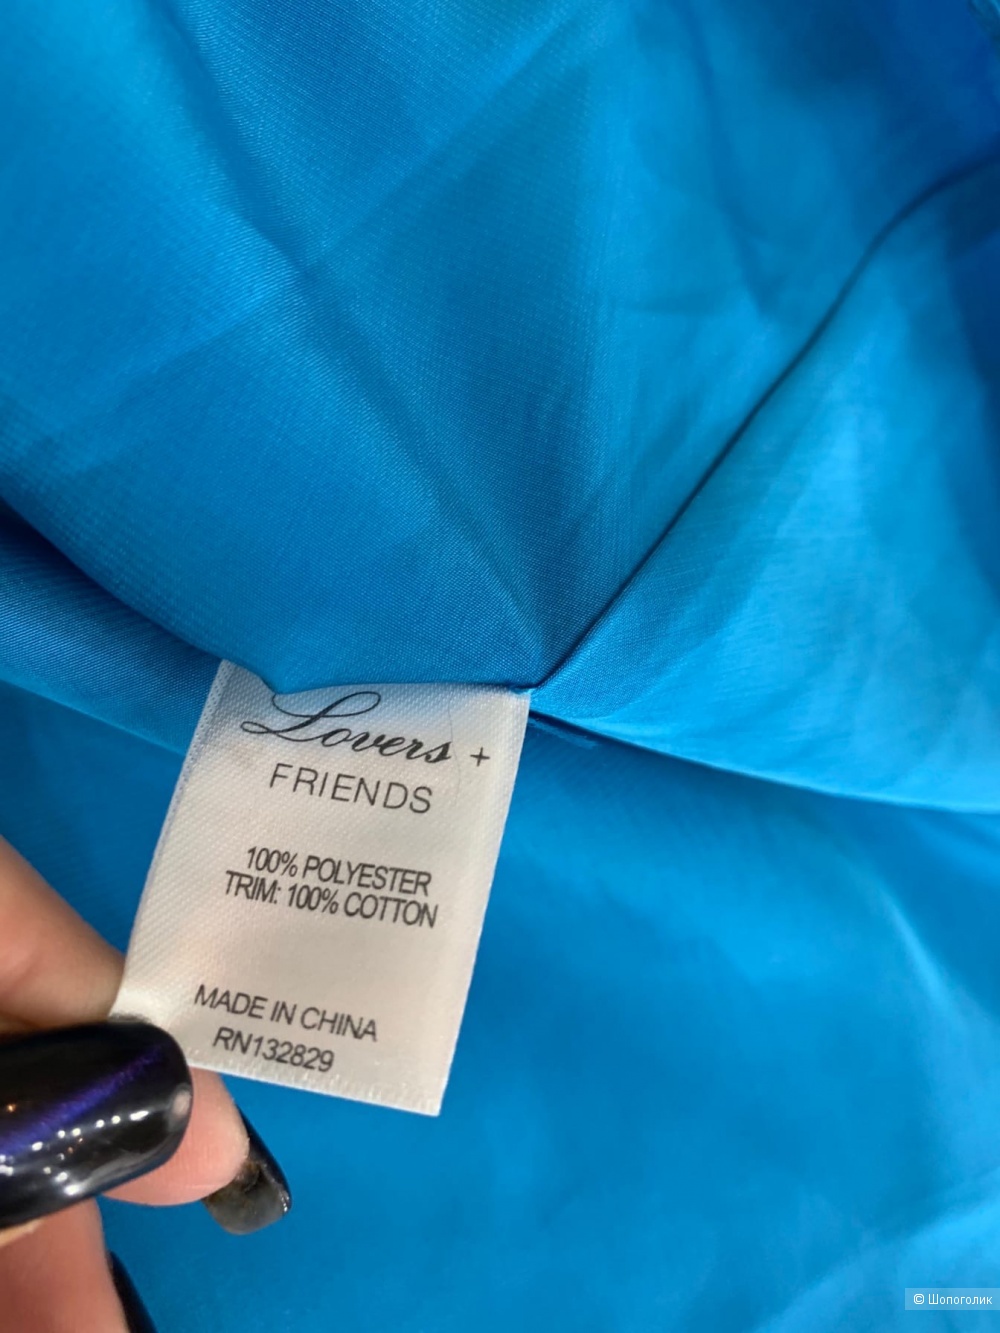 Lovers +
FRIENDS
100% POLYESTER
TRIM: 100% COTTON
MADE IN CHINA
RN132829
© Шопоголик